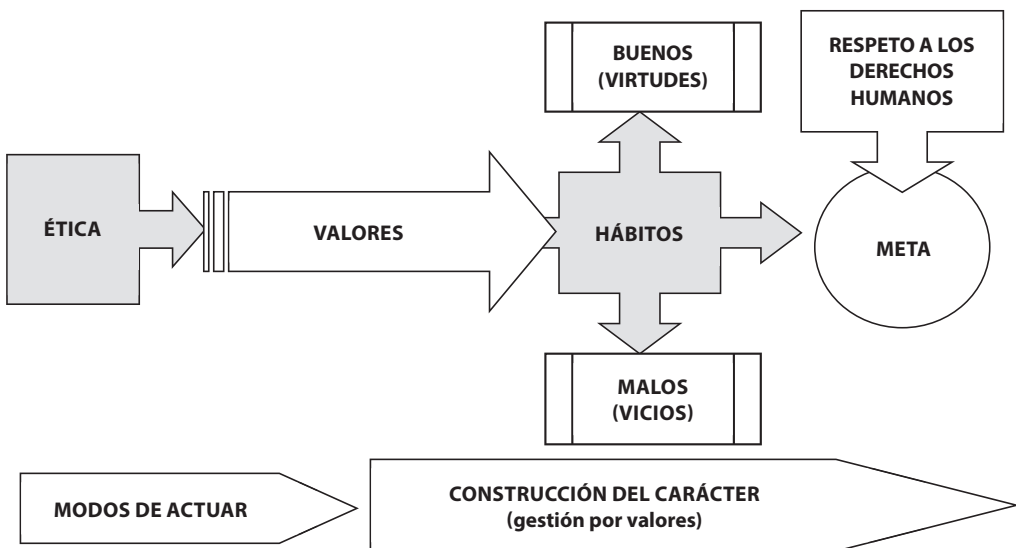 BUENOS
(VIRTUDES)
RESPETO A LOS
DERECHOS
HUMANOS
ÉTICA
VALORES
HÁBITOS
META
MALOS
(VICIOS)
MODOS DE ACTUAR
CONSTRUCCIÓN DEL CARÁCTER
(gestión por valores)